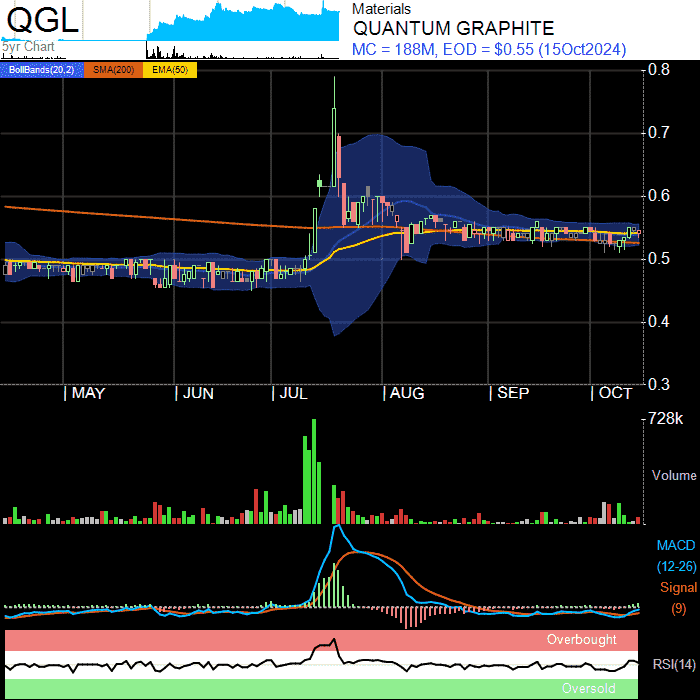 QGL
5yr Chart
Materials
QUANTUM GRAPHITE
MC = 188M, EOD = $0.55 (15Oct2024)
BollBands(20,2) SMA(200) EMA(50)
0.8
0.7
0.6
0.5
0.4
0.3
MAY JUN JUL AUG SEP OCT
728k
Volume
MACD
(12-26)
Signal
(9)
Overbought
RSI(14)
Oversold